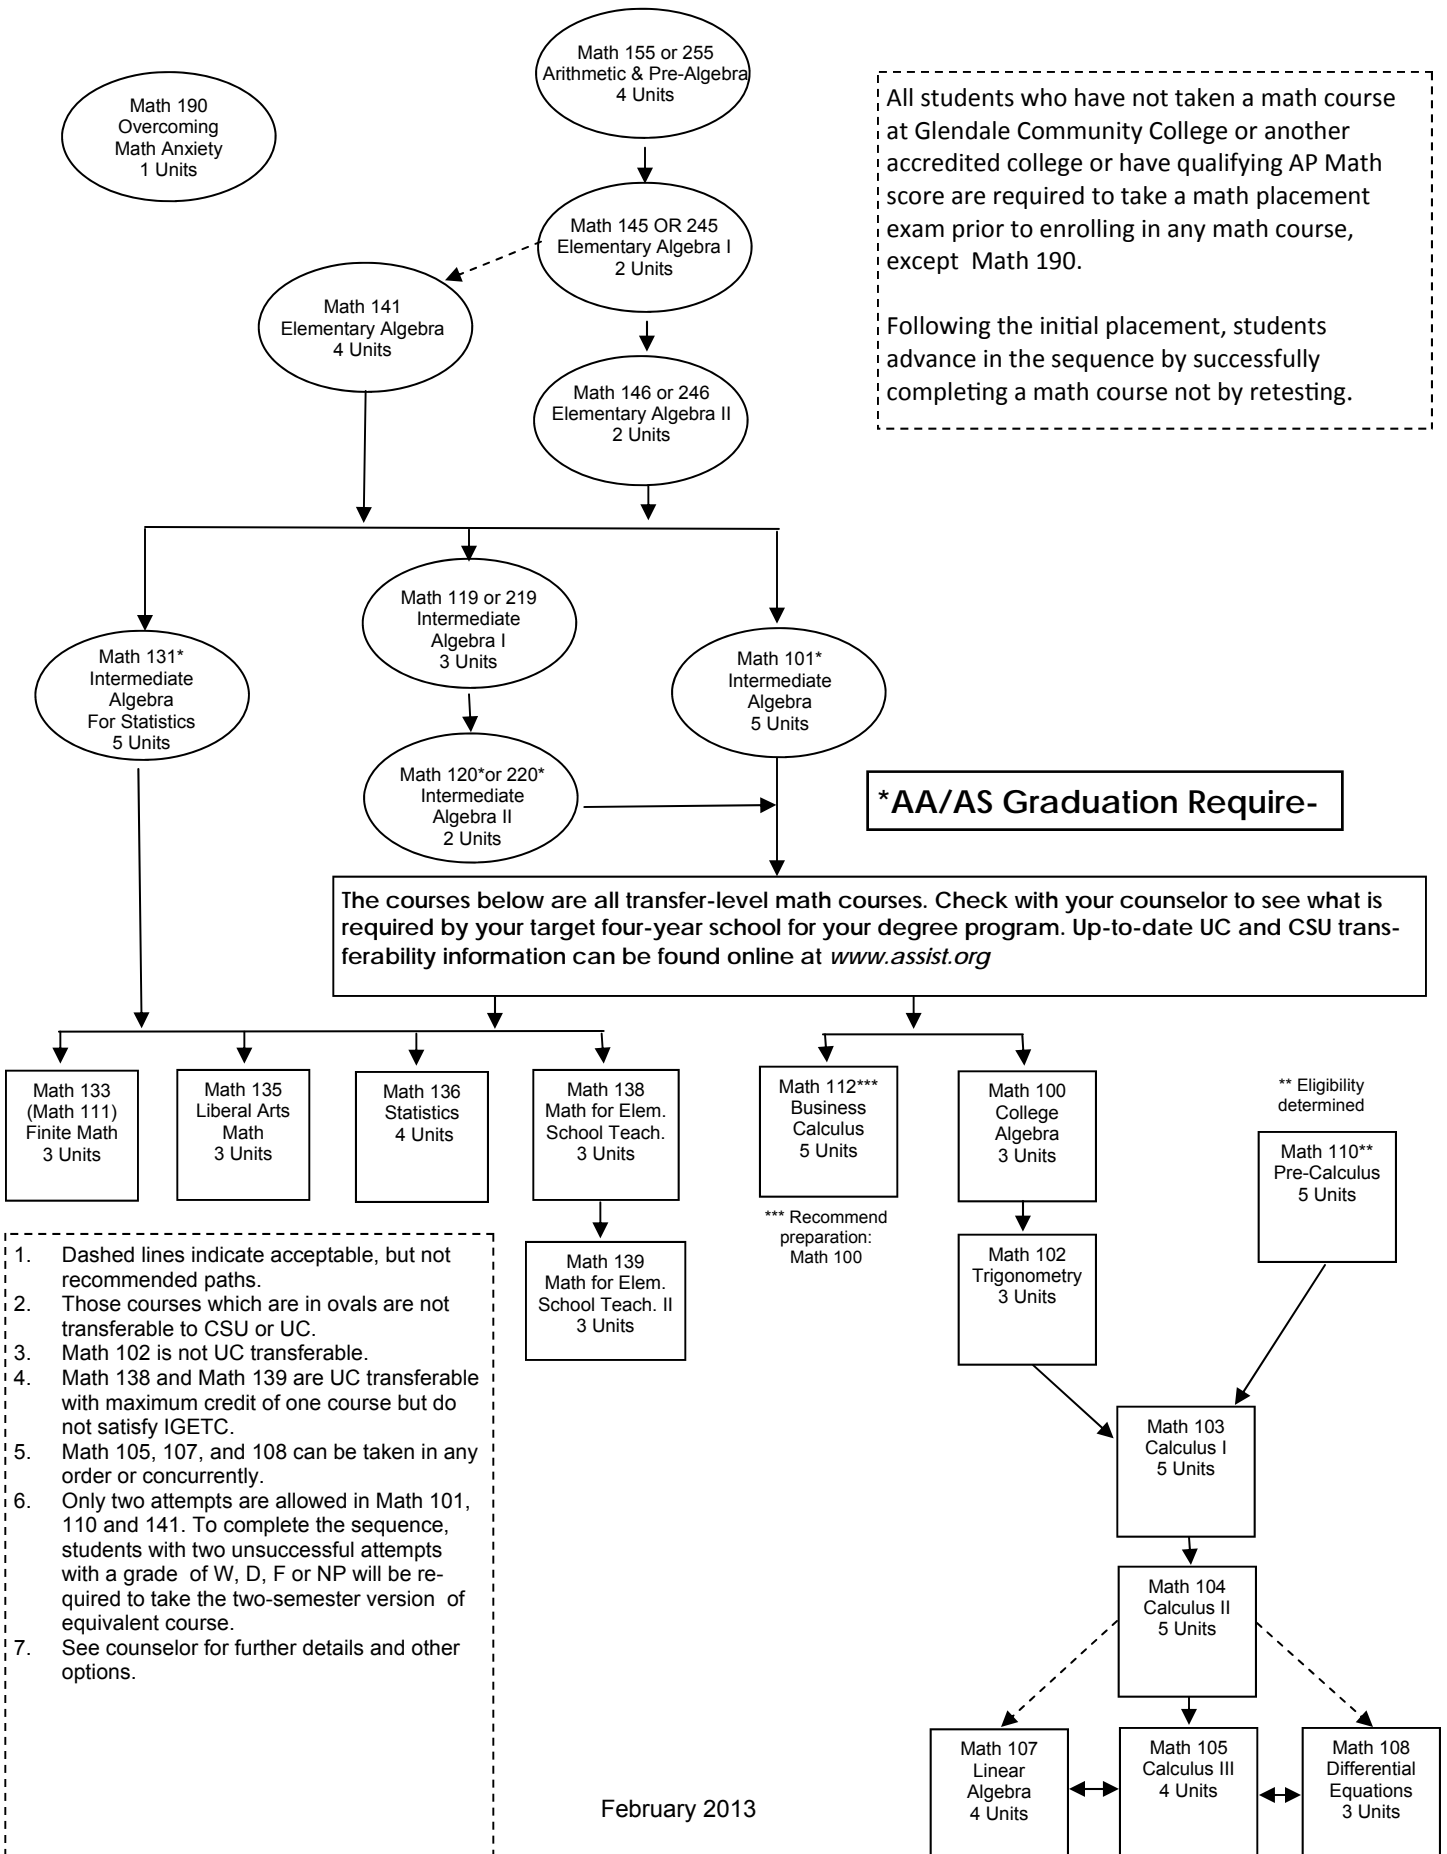 Math 155 or 255
Arithmetic & Pre-Algebra
4 Units
Math 190
Overcoming
Math Anxiety
1 Units
All students who have not taken a math course
at Glendale Community College or another
accredited college or have qualifying AP Math
score are required to take a math placement
exam prior to enrolling in any math course,
except  Math 190.
Following the initial placement, students
advance in the sequence by successfully
completing a math course not by retesting.
Math 145 OR 245
Elementary Algebra I
2 Units
Math 141
Elementary Algebra
4 Units
Math 146 or 246
Elementary Algebra II
2 Units
Math 119 or 219
Intermediate
Algebra I
3 Units
Math 131*
Intermediate
Algebra
For Statistics
5 Units
Math 101*
Intermediate
Algebra
5 Units
Math 120*or 220*
Intermediate
Algebra II
2 Units
*AA/AS Graduation Require-
The courses below are all transfer-level math courses. Check with your counselor to see what is
required by your target four-year school for your degree program. Up-to-date UC and CSU trans-
ferability information can be found online at www.assist.org
Math 133
(Math 111)
Finite Math
3 Units
Math 135
Liberal Arts
Math
3 Units
Math 136
Statistics
4 Units
Math 138
Math for Elem.
School Teach.
3 Units
Math 112***
Business
Calculus
5 Units
Math 100
College
Algebra
3 Units
** Eligibility
determined
Math 110**
Pre-Calculus
5 Units
*** Recommend
preparation:
Math 100
Math 139
Math for Elem.
School Teach. II
3 Units
Math 102
Trigonometry
3 Units
1. Dashed lines indicate acceptable, but not
recommended paths.
2. Those courses which are in ovals are not
transferable to CSU or UC.
3. Math 102 is not UC transferable.
4. Math 138 and Math 139 are UC transferable
with maximum credit of one course but do
not satisfy IGETC.
5. Math 105, 107, and 108 can be taken in any
order or concurrently.
6. Only two attempts are allowed in Math 101,
110 and 141. To complete the sequence,
students with two unsuccessful attempts
with a grade  of W, D, F or NP will be re-
quired to take the two-semester version  of
equivalent course.
7. See counselor for further details and other
options.
Math 103
Calculus I
5 Units
Math 104
Calculus II
5 Units
Math 107
Linear
Algebra
4 Units
Math 105
Calculus III
4 Units
Math 108
Differential
Equations
3 Units
February 2013